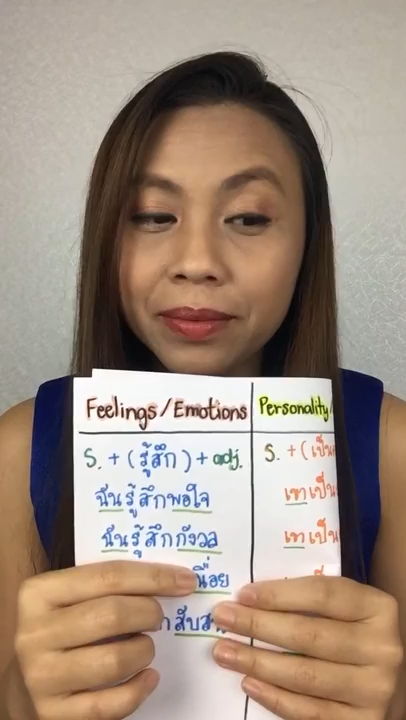 Feelings/Emotions
S. + (รู้สึก) + adj.
ฉันรู้สึกพอใจ
ฉันรู้สึกกังวล
Personality/
S. + (เป็น
เขาเป็น
เขาเป็น